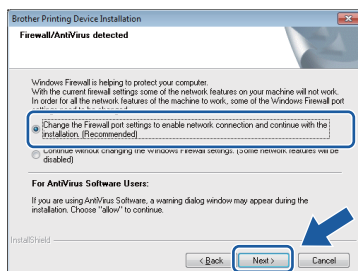 Brother Printing Device Installation
Firewall/AntiVirus detected
Windows Firewall is helping to protect your computer.
With the current firewall settings some of the network features on your machine will not work.
In order for all the network features of the machine to work, some of the Windows Firewall port
settings need to be changed.
Change the Firewall port settings to enable network connection and continue with the
installation. (Recommended)
Continue without changing the Windows Firewall settings. (Some network features will be
disabled)
For AntiVirus Software Users:
If you are using AntiVirus Software, a warning dialog window may appear during the
installation. Choose "allow" to continue.
InstallShield
< Back
Next >
Cancel